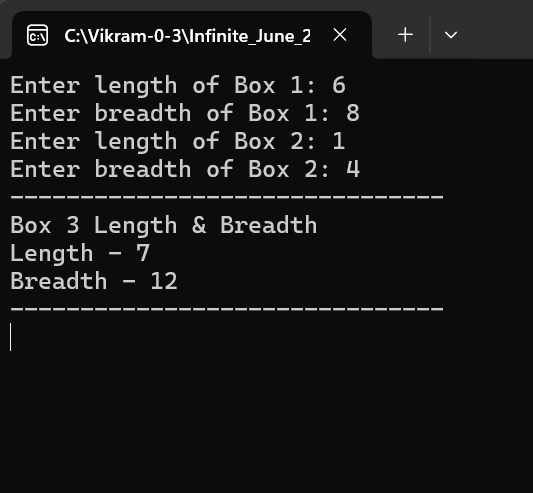 C:\Vikram-0-3\Infinite_June_2
Enter length of Box 1: 6
Enter breadth of Box 1: 8
Enter length of Box 2: 1
Enter breadth of Box 2: 4
-------------------------------
Box 3 Length & Breadth
Length - 7
Breadth - 12
-------------------------------